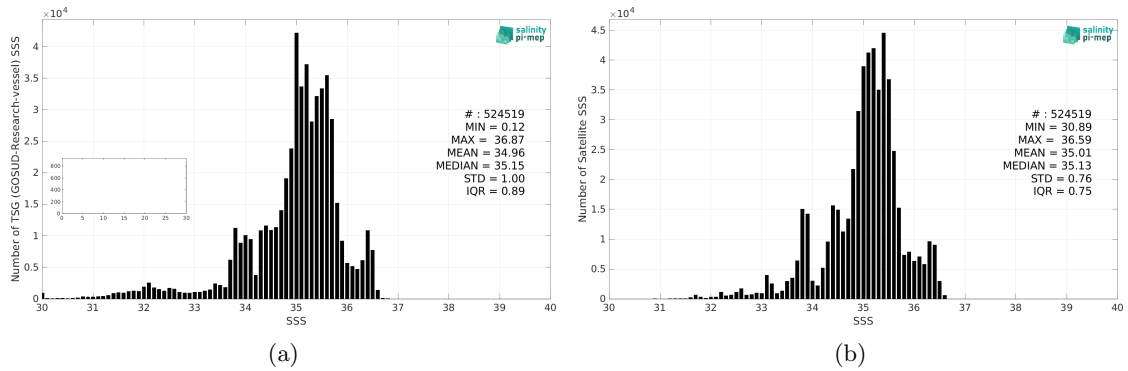 ×10^4
4
3.5
3
2.5
2
1.5
1
0.5
0
Number of TSG (GOSUD-Research-vessel) SSS
salinity
pi-mep
# : 524519
MIN = 0.12
MAX = 36.87
MEAN = 34.96
MEDIAN = 35.15
STD = 1.00
IQR = 0.89
800
600
400
200
0
0 5 10 15 20 25 30
30 31 32 33 34 35 36 37 38 39 40
SSS
(a)
×10^4
4.5
4
3.5
3
2.5
2
1.5
1
0.5
0
Number of Satellite SSS
salinity
pi-mep
# : 524519
MIN = 30.89
MAX = 36.59
MEAN = 35.01
MEDIAN = 35.13
STD = 0.76
IQR = 0.75
30 31 32 33 34 35 36 37 38 39 40
SSS
(b)